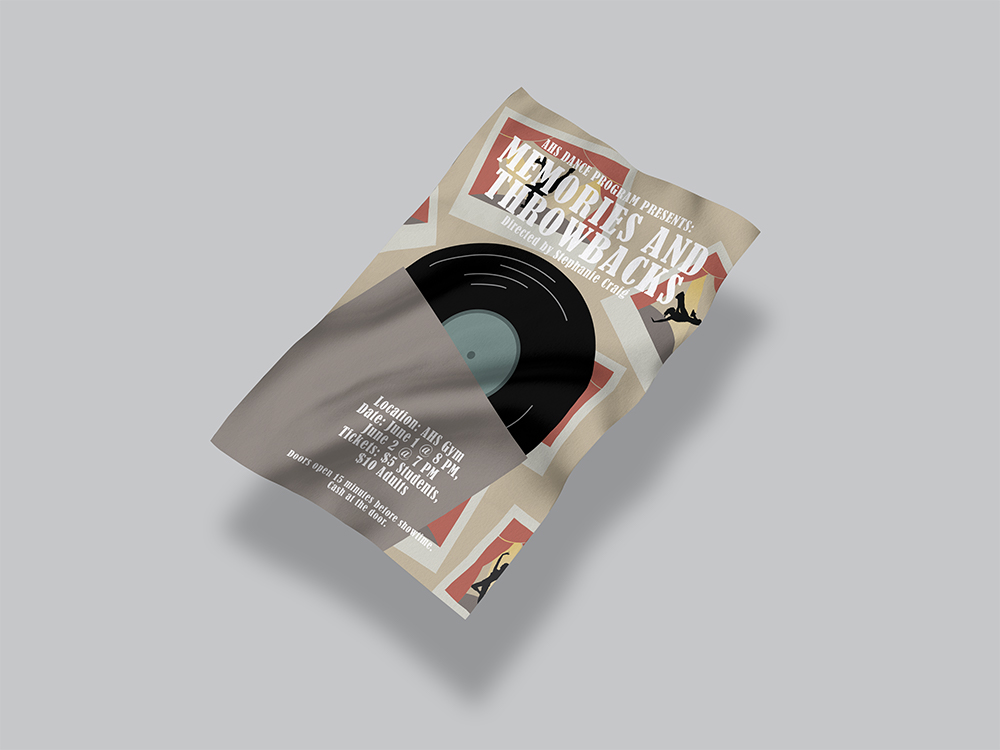 AHS DANCE PROGRAM PRESENTS:
MEMORIES AND
THROWBACKS
Directed by Stephanie Craig
Location: AHS Gym
Date: June 1 @ 8 PM,
June 2 @ 7 PM
Tickets: $5 Students,
$10 Adults
Doors open 15 minutes before showtime.
Cash at the door.